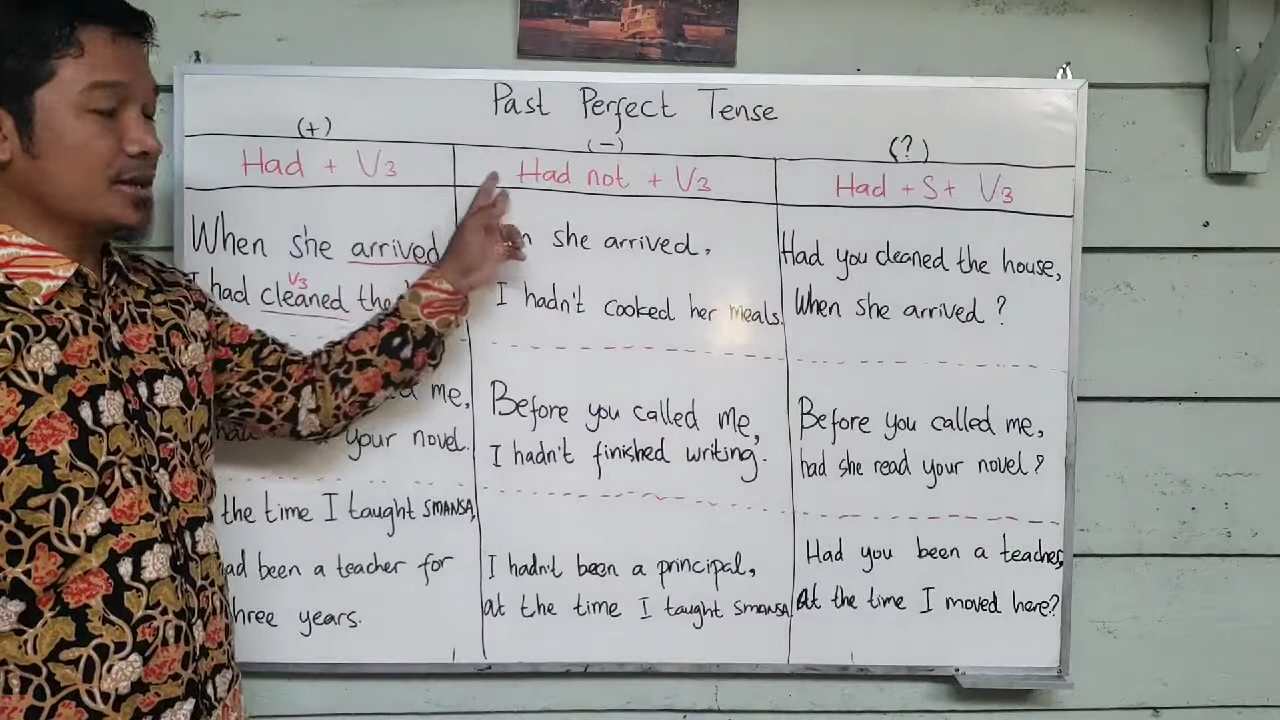 Past Perfect Tense
(+)
(-)
(?)
Had + V3
Had not + V3
Had + S + V3
When she arrived
V3
I had cleaned the
she arrived,
I hadn't cooked her meals.
Had you cleaned the house,
When she arrived ?
me,
your novel.
Before you called me,
I hadn't finished writing.
Before you called me,
had she read your novel?
the time I taught SMANSA,
been a teacher for
three years.
I hadn't been a principal,
at the time I taught SMANSA
Had you been a teacher,
At the time I moved here?